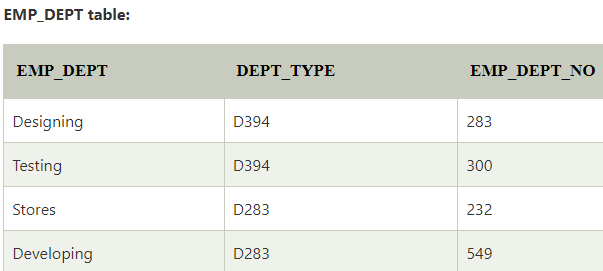 EMP_DEPT table:
EMP_DEPT DEPT_TYPE EMP_DEPT_NO
Designing D394 283
Testing D394 300
Stores D283 232
Developing D283 549